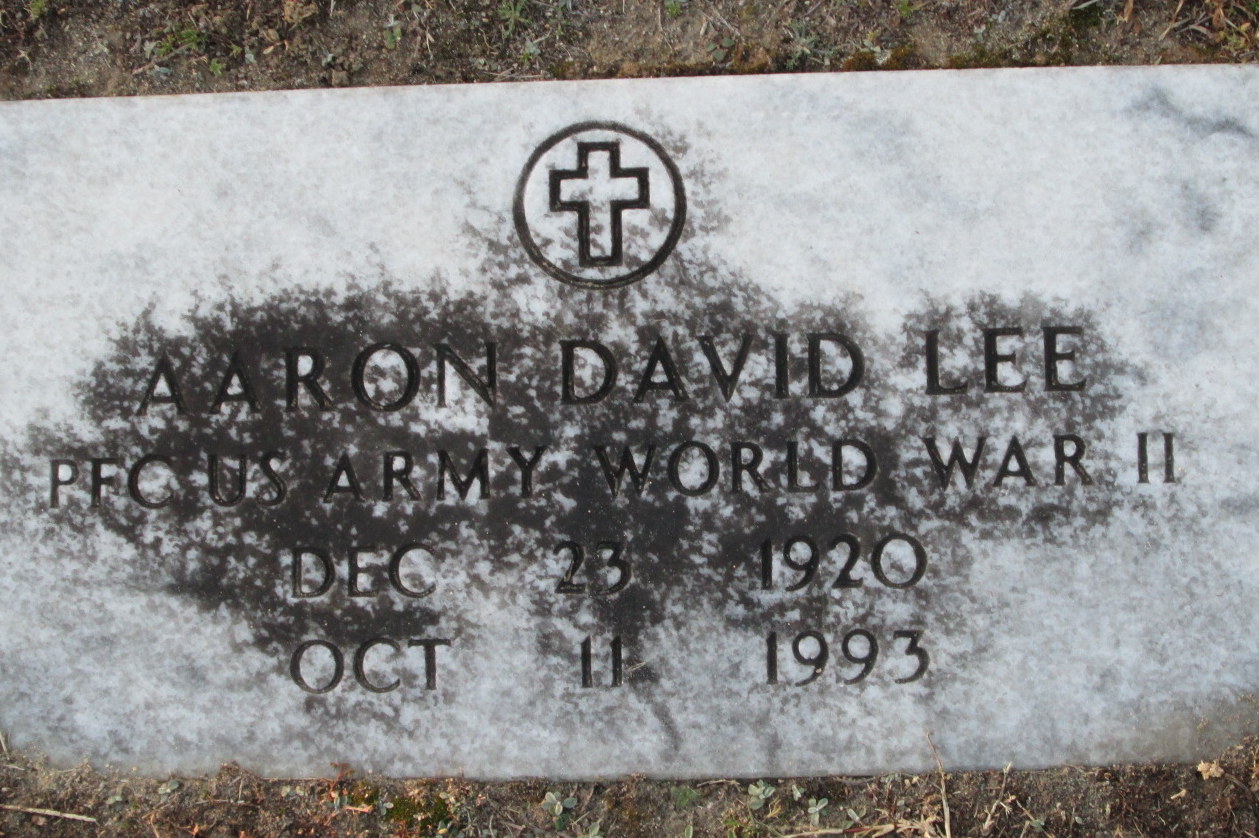 AARON DAVID LEE
PFC US ARMY WORLD WAR II
DEC 23 1920
OCT 11 1993